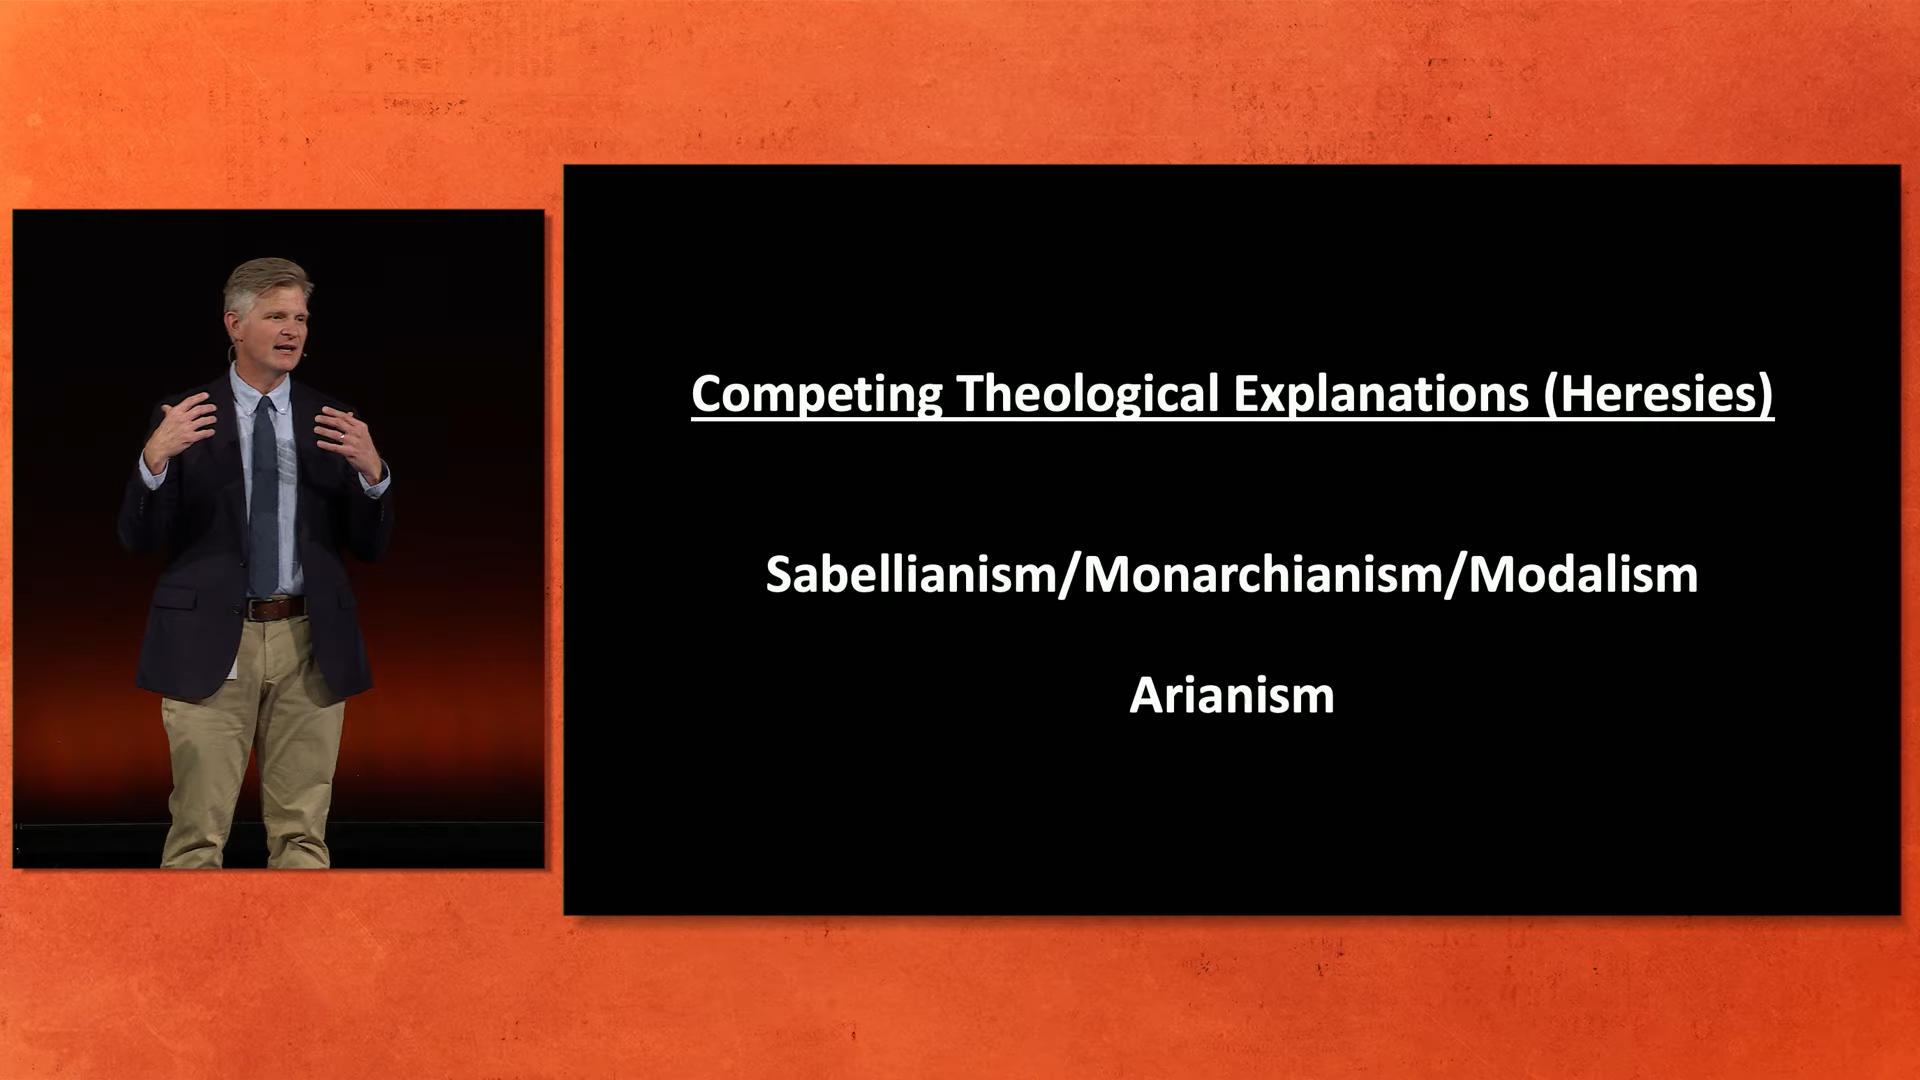 Competing Theological Explanations (Heresies)
Sabellianism/Monarchianism/Modalism
Arianism